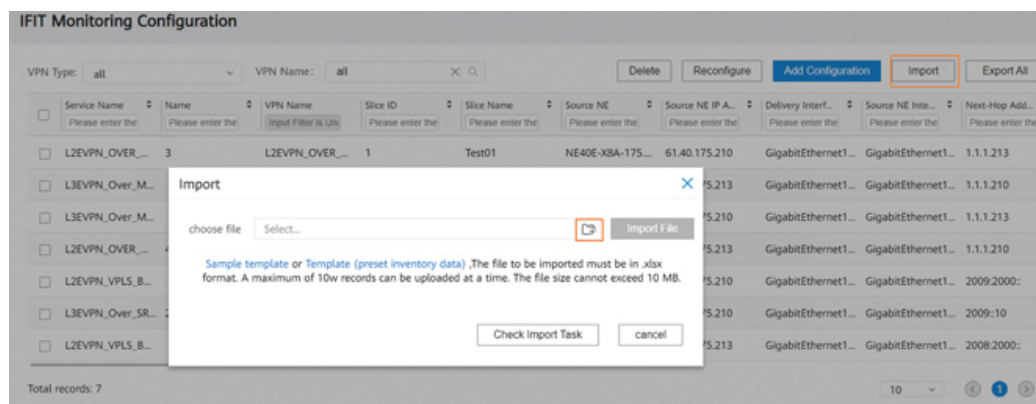 IFIT Monitoring Configuration
VPN Type: all VPN Name: all Delete Reconfigure Add Configuration Import Export All
Service Name Name VPN Name Slice ID Slice Name Source NE Source NE IP A... Delivery Interf... Source NE Inte... Next-Hop Add...
Please enter the Please enter the Input Filter is Un Please enter the Please enter the Please enter the Please enter the Please enter the Please enter the Please enter the
L2EVPN_OVER_... 3 L2EVPN_OVER_... 1 Test01 NE40E-X8A-175.... 61.40.175.210 GigabitEthernet1... GigabitEthernet1... 1.1.1.213
L3EVPN_Over_M... 75.213 GigabitEthernet1... GigabitEthernet1... 1.1.1.210
L3EVPN_Over_M... 75.210 GigabitEthernet1... GigabitEthernet1... 1.1.1.213
L2EVPN_OVER_... 75.213 GigabitEthernet1... GigabitEthernet1... 1.1.1.210
L2EVPN_VPLS_B... 75.210 GigabitEthernet1... GigabitEthernet1... 2009:2000::
L3EVPN_Over_SR... 75.210 GigabitEthernet1... GigabitEthernet1... 2009::10
L2EVPN_VPLS_B... 75.213 GigabitEthernet1... GigabitEthernet1... 2008:2000::
Import
choose file Select... Import File
Sample template or Template (preset inventory data) ,The file to be imported must be in .xlsx
format. A maximum of 10w records can be uploaded at a time. The file size cannot exceed 10 MB.
Check Import Task cancel
Total records: 7 10 1